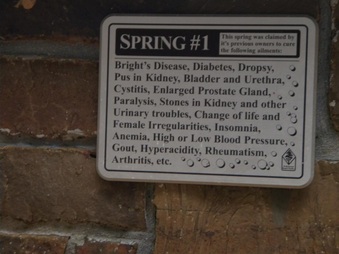 SPRING #1
This spring was claimed by
it's previous owners to cure
the following ailments:
Bright's Disease, Diabetes, Dropsy,
Pus in Kidney, Bladder and Urethra,
Cystitis, Enlarged Prostate Gland,
Paralysis, Stones in Kidney and other
Urinary troubles, Change of life and
Female Irregularities, Insomnia,
Anemia, High or Low Blood Pressure,
Gout, Hyperacidity, Rheumatism,
Arthritis, etc.